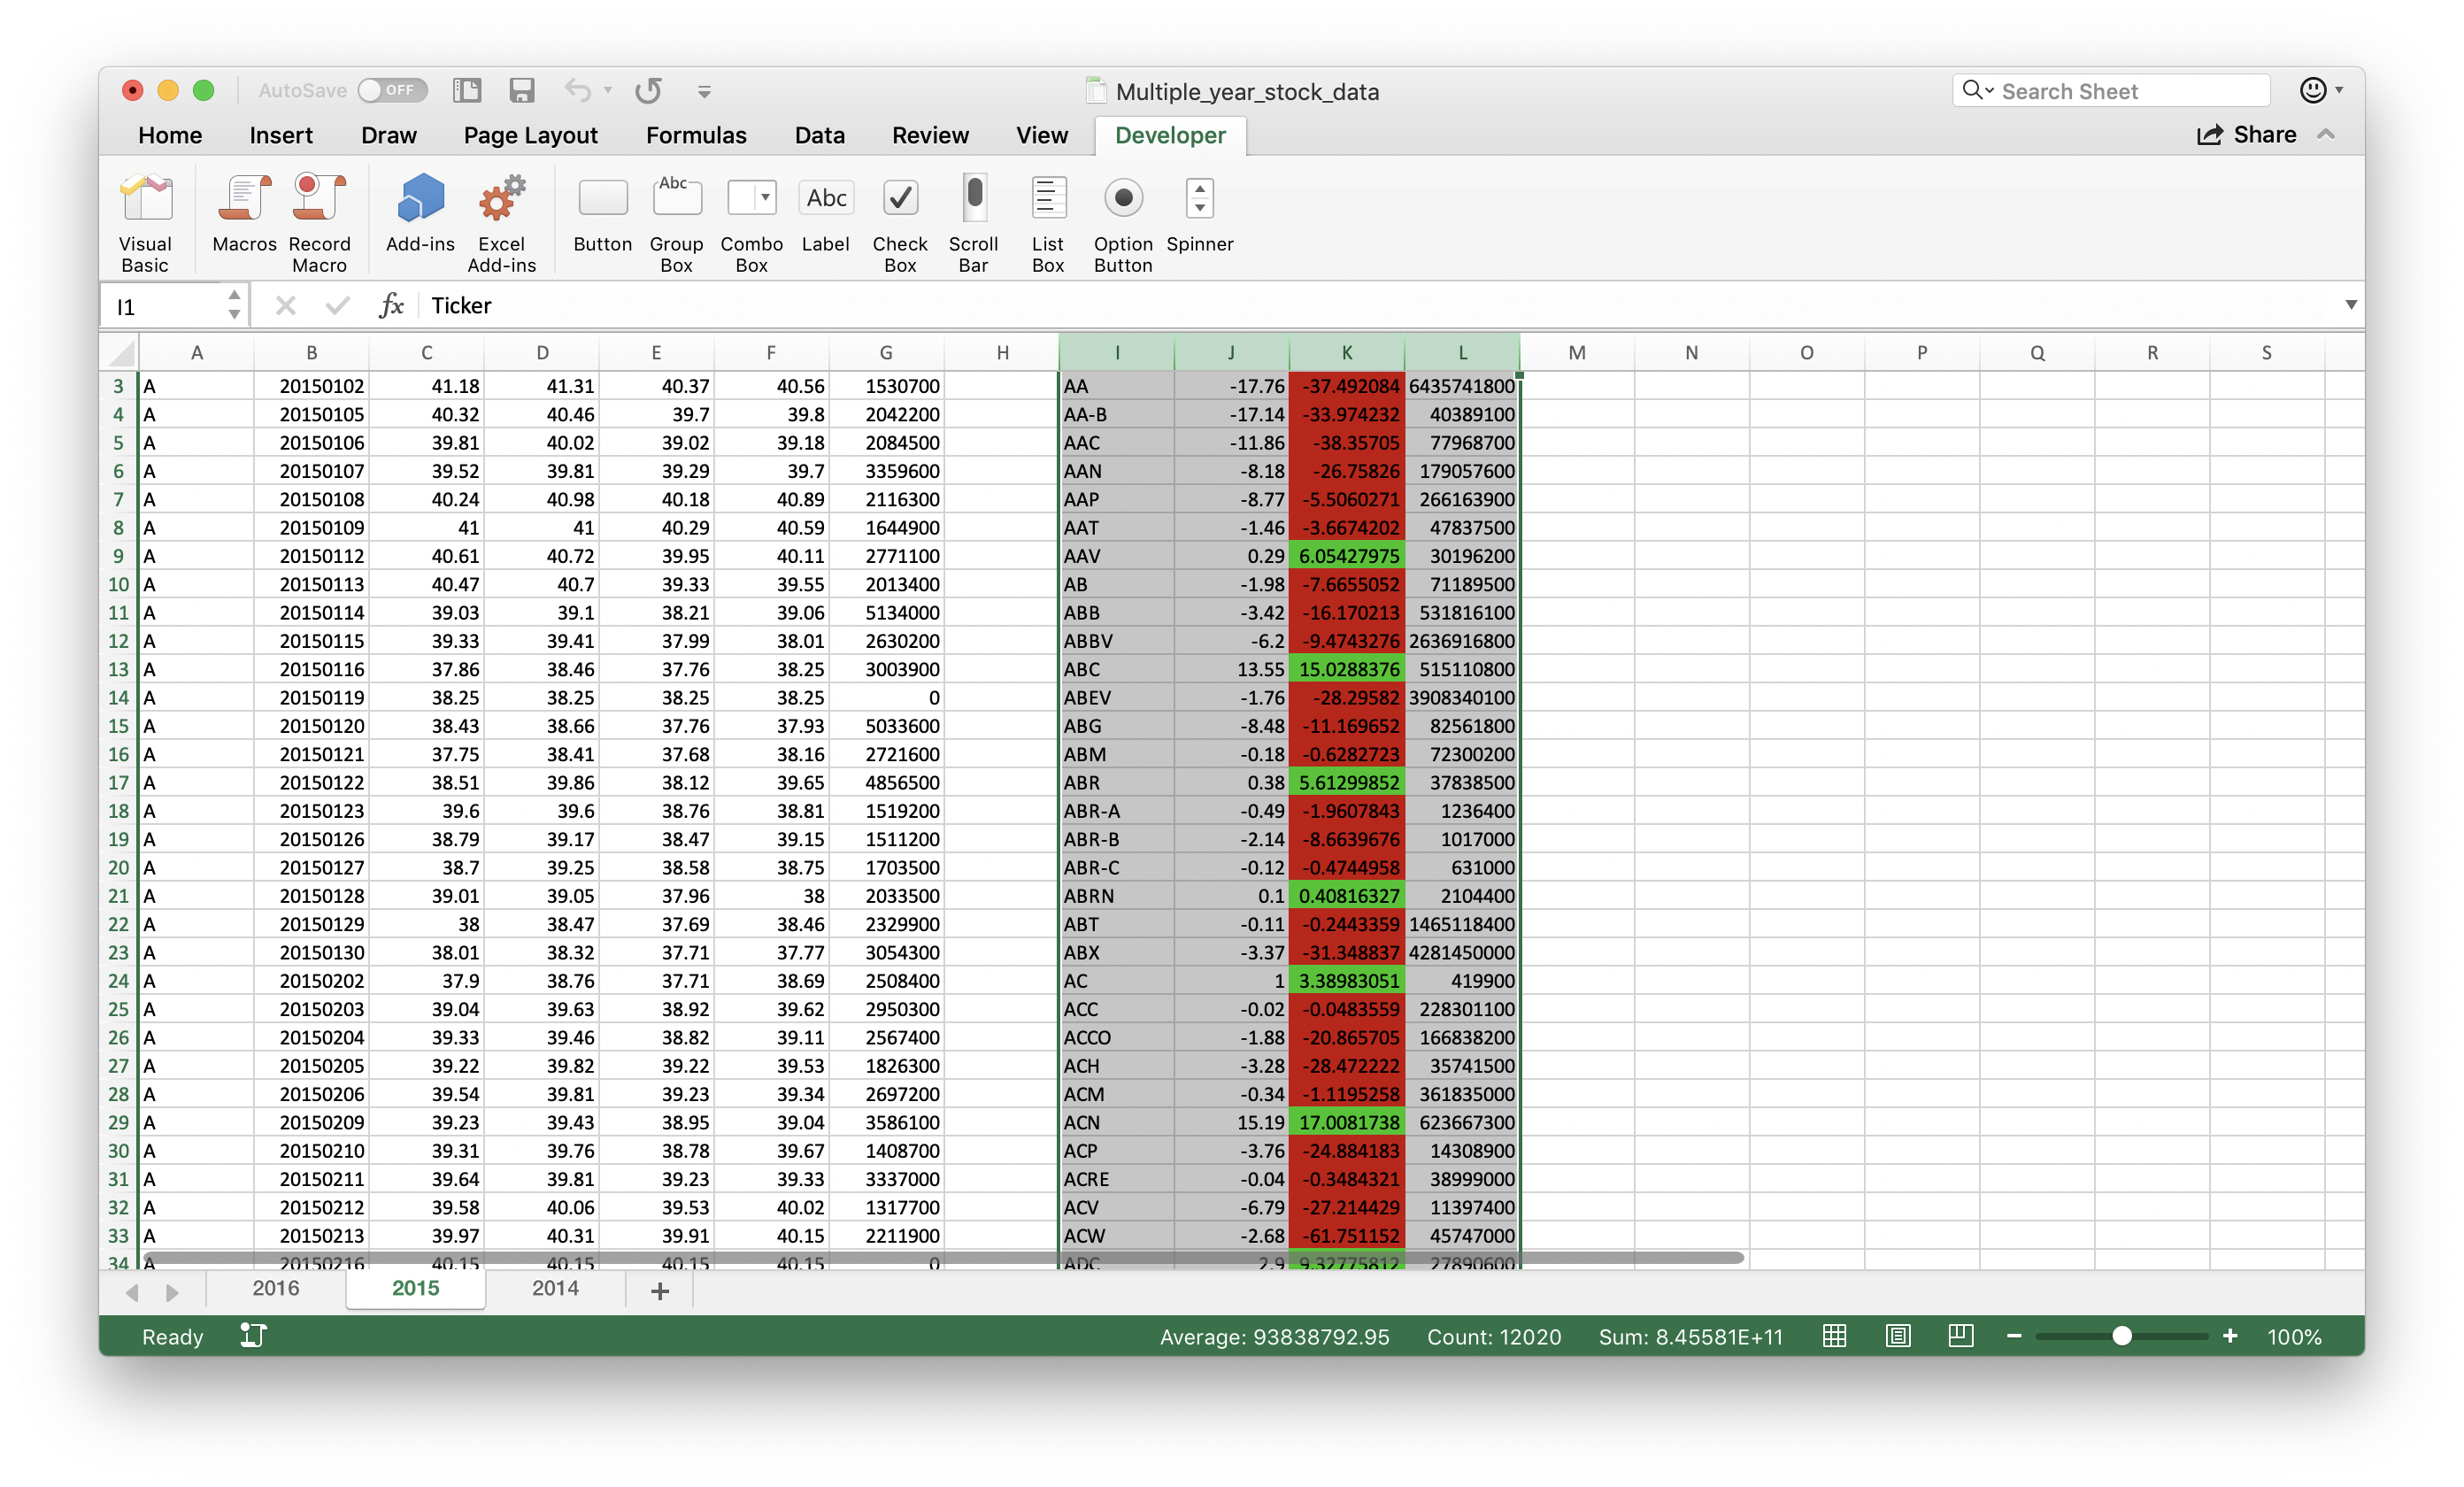 AutoSave OFF Multiple_year_stock_data Search Sheet
Home Insert Draw Page Layout Formulas Data Review View Developer Share
Visual Basic Macros Record Macro Add-ins Excel Add-ins Button Abc Group Box Combo Box Abc Label Check Box Scroll Bar List Box Option Button Spinner
I1 fx Ticker
A B C D E F G H I J K L M N O P Q R S
3 A 20150102 41.18 41.31 40.37 40.56 1530700 AA -17.76 -37.492084 6435741800
4 A 20150105 40.32 40.46 39.7 39.8 2042200 AA-B -17.14 -33.974232 40389100
5 A 20150106 39.81 40.02 39.02 39.18 2084500 AAC -11.86 -38.35705 77968700
6 A 20150107 39.52 39.81 39.29 39.7 3359600 AAN -8.18 -26.75826 179057600
7 A 20150108 40.24 40.98 40.18 40.89 2116300 AAP -8.77 -5.5060271 266163900
8 A 20150109 41 41 40.29 40.59 1644900 AAT -1.46 -3.6674202 47837500
9 A 20150112 40.61 40.72 39.95 40.11 2771100 AAV 0.29 6.05427975 30196200
10 A 20150113 40.47 40.7 39.33 39.55 2013400 AB -1.98 -7.6655052 71189500
11 A 20150114 39.03 39.1 38.21 39.06 5134000 ABB -3.42 -16.170213 531816100
12 A 20150115 39.33 39.41 37.99 38.01 2630200 ABBV -6.2 -9.4743276 2636916800
13 A 20150116 37.86 38.46 37.76 38.25 3003900 ABC 13.55 15.0288376 515110800
14 A 20150119 38.25 38.25 38.25 38.25 0 ABEV -1.76 -28.29582 3908340100
15 A 20150120 38.43 38.66 37.76 37.93 5033600 ABG -8.48 -11.169652 82561800
16 A 20150121 37.75 38.41 37.68 38.16 2721600 ABM -0.18 -0.6282723 72300200
17 A 20150122 38.51 39.86 38.12 39.65 4856500 ABR 0.38 5.61299852 37838500
18 A 20150123 39.6 39.6 38.76 38.81 1519200 ABR-A -0.49 -1.9607843 1236400
19 A 20150126 38.79 39.17 38.47 39.15 1511200 ABR-B -2.14 -8.6639676 1017000
20 A 20150127 38.7 39.25 38.58 38.75 1703500 ABR-C -0.12 -0.4744958 631000
21 A 20150128 39.01 39.05 37.96 38 2033500 ABRN 0.1 0.40816327 2104400
22 A 20150129 38 38.47 37.69 38.46 2329900 ABT -0.11 -0.2443359 1465118400
23 A 20150130 38.01 38.32 37.71 37.77 3054300 ABX -3.37 -31.348837 4281450000
24 A 20150202 37.9 38.76 37.71 38.69 2508400 AC 1 3.38983051 419900
25 A 20150203 39.04 39.63 38.92 39.62 2950300 ACC -0.02 -0.0483559 228301100
26 A 20150204 39.33 39.46 38.82 39.11 2567400 ACCO -1.88 -20.865705 166838200
27 A 20150205 39.22 39.82 39.22 39.53 1826300 ACH -3.28 -28.472222 35741500
28 A 20150206 39.54 39.81 39.23 39.34 2697200 ACM -0.34 -1.1195258 361835000
29 A 20150209 39.23 39.43 38.95 39.04 3586100 ACN 15.19 17.0081738 623667300
30 A 20150210 39.31 39.76 38.78 39.67 1408700 ACP -3.76 -24.884183 14308900
31 A 20150211 39.64 39.81 39.23 39.33 3337000 ACRE -0.04 -0.3484321 38999000
32 A 20150212 39.58 40.06 39.53 40.02 1317700 ACV -6.79 -27.214429 11397400
33 A 20150213 39.97 40.31 39.91 40.15 2211900 ACW -2.68 -61.751152 45747000
34 A 20150216 40.15 40.15 40.15 40.15 0 ADC 2.9 9.32775812 27890600
2016 2015 2014 +
Ready Average: 93838792.95 Count: 12020 Sum: 8.45581E+11 100%